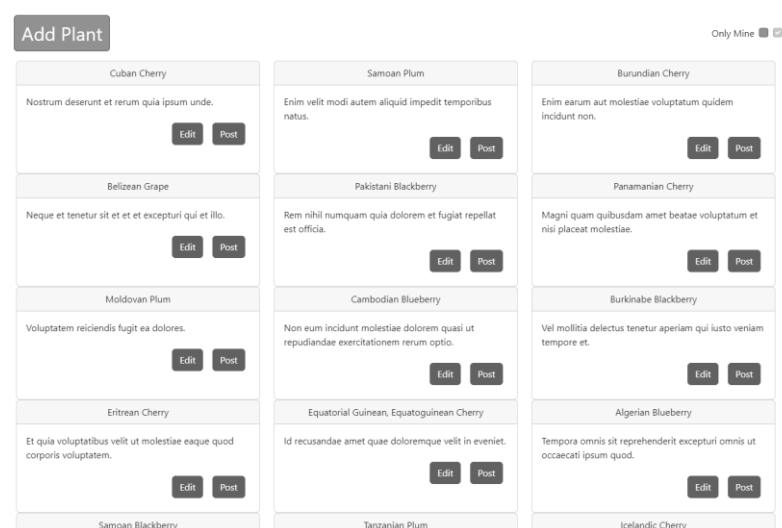 Add Plant
Only Mine
Cuban Cherry
Nostrum deserunt et rerum quia ipsum unde.
Edit Post
Samoan Plum
Enim velit modi autem aliquid impedit temporibus
natus.
Edit Post
Burundian Cherry
Enim earum aut molestiae voluptatum quidem
incidunt non.
Edit Post
Belizean Grape
Neque et tenetur sit et et et excepturi qui et illo.
Edit Post
Pakistani Blackberry
Rem nihil numquam quia dolorem et fugiat repellat
est officia.
Edit Post
Panamanian Cherry
Magni quam quibusdam amet beatae voluptatum et
nisi placeat molestiae.
Edit Post
Moldovan Plum
Voluptatem reiciendis fugit ea dolores.
Edit Post
Cambodian Blueberry
Non eum incidunt molestiae dolorem quasi ut
repudiandae exercitationem rerum optio.
Edit Post
Burkinabe Blackberry
Vel mollitia delectus tenetur aperiam qui iusto veniam
tempore et.
Edit Post
Eritrean Cherry
Et quia voluptatibus velit ut molestiae eaque quod
corporis voluptatem.
Edit Post
Equatorial Guinean, Equatoguinean Cherry
Id recusandae amet quae doloremque velit in eveniet.
Edit Post
Algerian Blueberry
Tempora omnis sit reprehenderit excepturi omnis ut
occaecati ipsum quod.
Edit Post
Samoan Blackberry
Tanzanian Plum
Icelandic Cherry